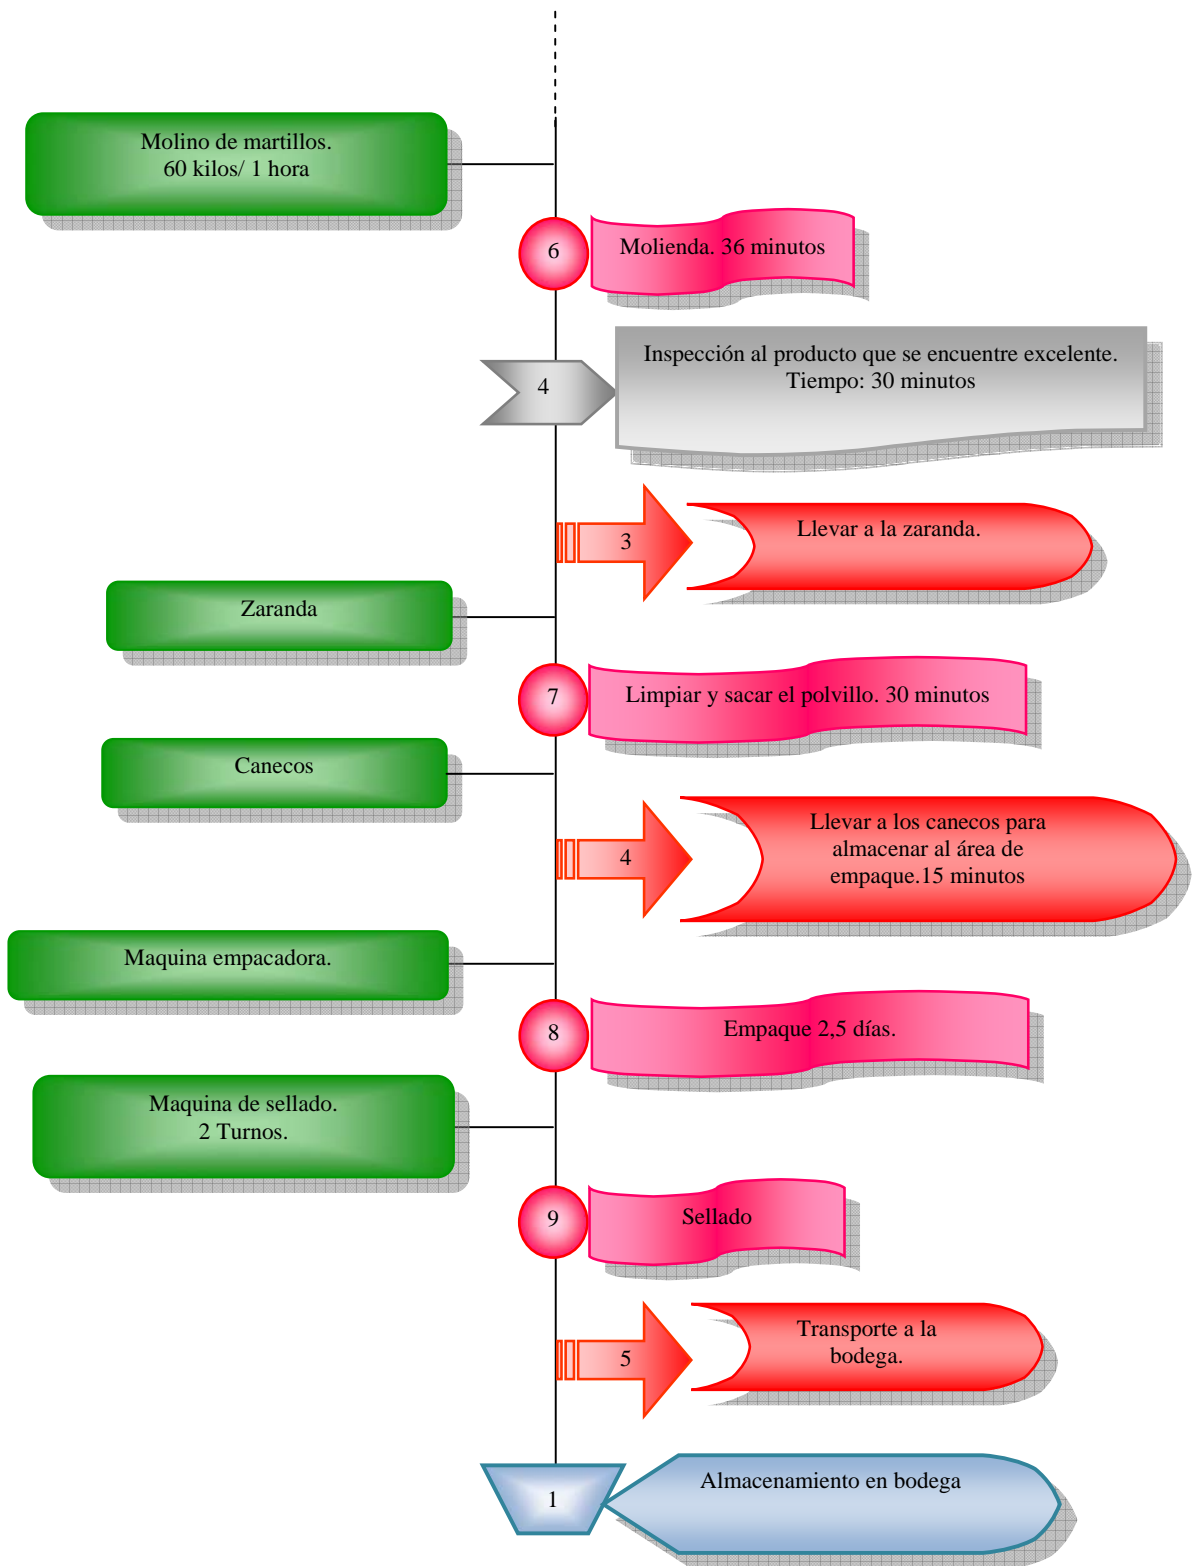 Molino de martillos.
60 kilos/ 1 hora
6
Molienda. 36 minutos
4
Inspección al producto que se encuentre excelente.
Tiempo: 30 minutos
3
Llevar a la zaranda.
Zaranda
7
Limpiar y sacar el polvillo. 30 minutos
Canecos
4
Llevar a los canecos para
almacenar al área de
empaque.15 minutos
Maquina empacadora.
8
Empaque 2,5 días.
Maquina de sellado.
2 Turnos.
9
Sellado
5
Transporte a la
bodega.
1
Almacenamiento en bodega